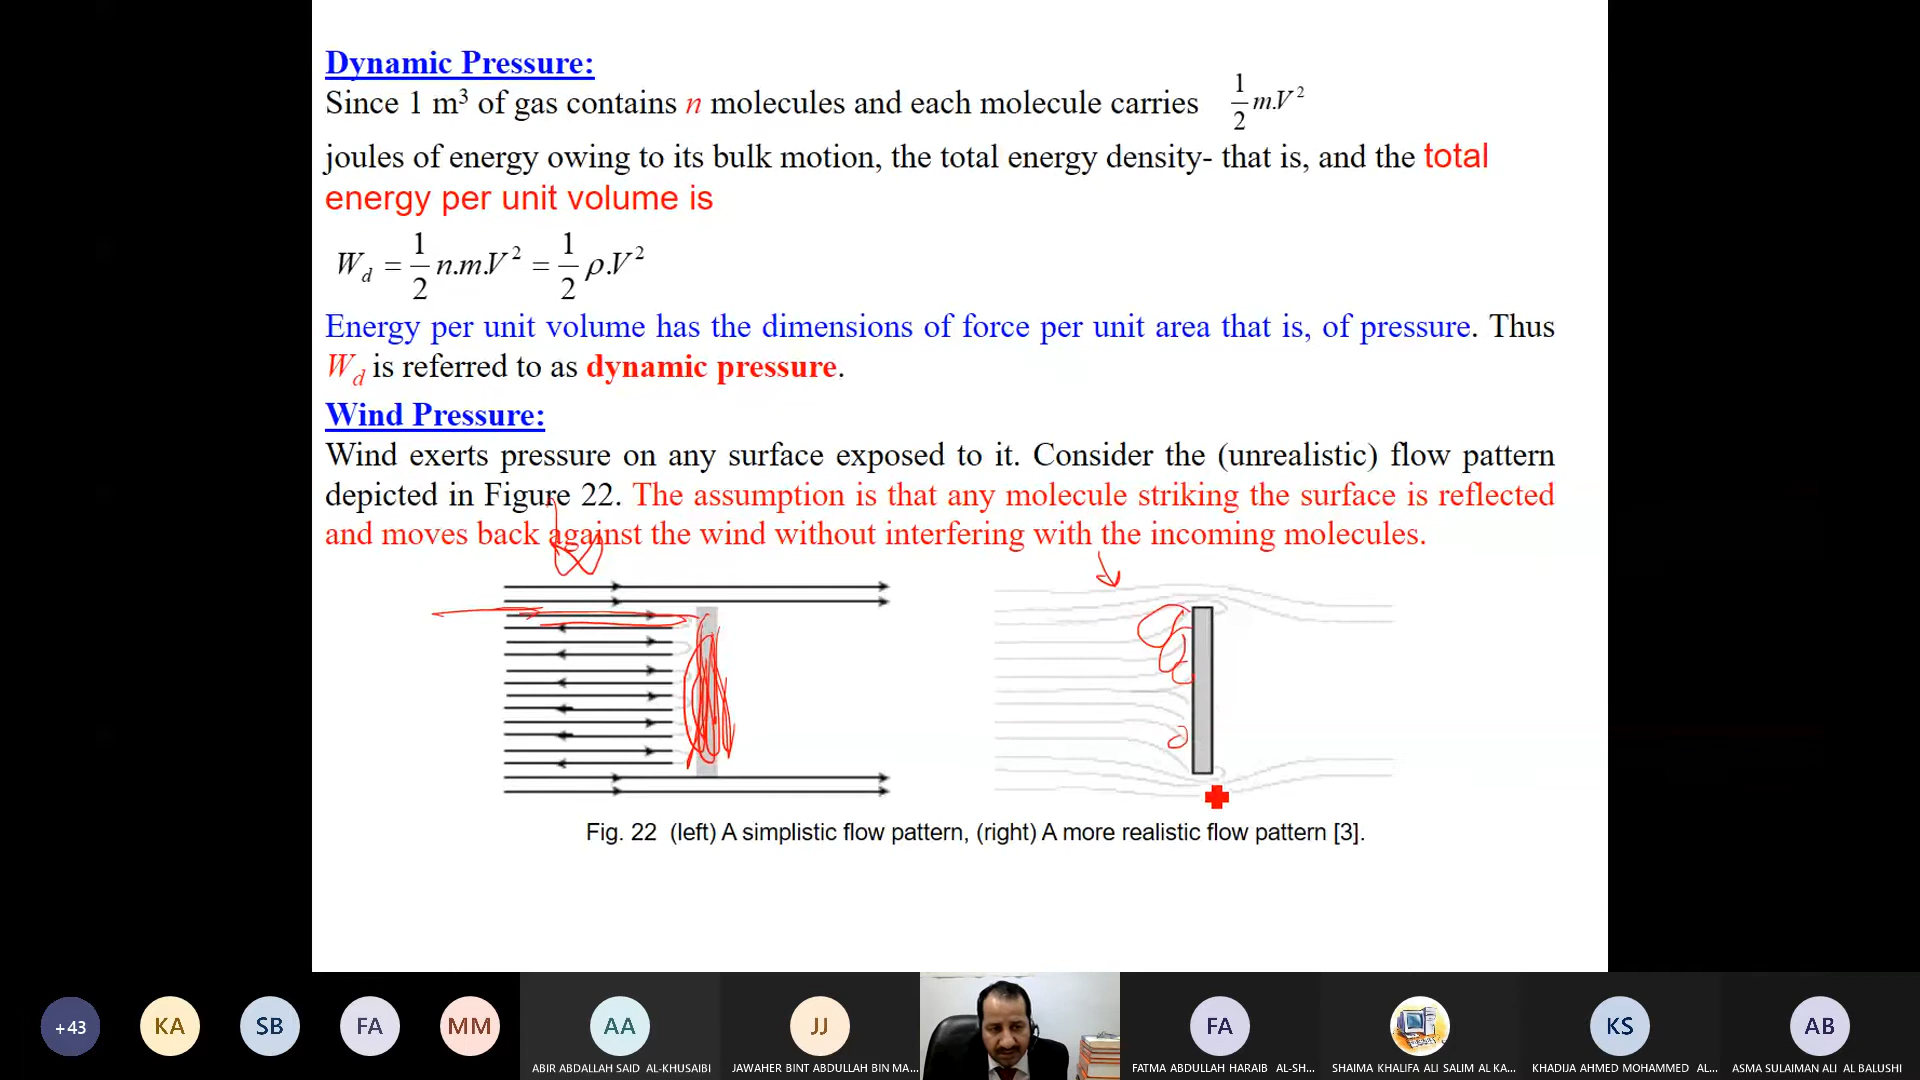 Dynamic Pressure:
Since 1 m³ of gas contains n molecules and each molecule carries 1/2 m.V²
joules of energy owing to its bulk motion, the total energy density- that is, and the total
energy per unit volume is
W_d = 1/2 n.m.V² = 1/2 ρ.V²
Energy per unit volume has the dimensions of force per unit area that is, of pressure. Thus
W_d is referred to as dynamic pressure.
Wind Pressure:
Wind exerts pressure on any surface exposed to it. Consider the (unrealistic) flow pattern
depicted in Figure 22. The assumption is that any molecule striking the surface is reflected
and moves back against the wind without interfering with the incoming molecules.
Fig. 22 (left) A simplistic flow pattern, (right) A more realistic flow pattern [3].
+43 KA SB FA MM AA JJ FA KS AB
ABIR ABDALLAH SAID AL-KHUSAIBI
JAWAHER BINT ABDULLAH BIN MA...
FATMA ABDULLAH HARAIB AL-SH...
SHAIMA KHALIFA ALI SALIM AL KA...
KHADIJA AHMED MOHAMMED AL...
ASMA SULAIMAN ALI AL BALUSHI